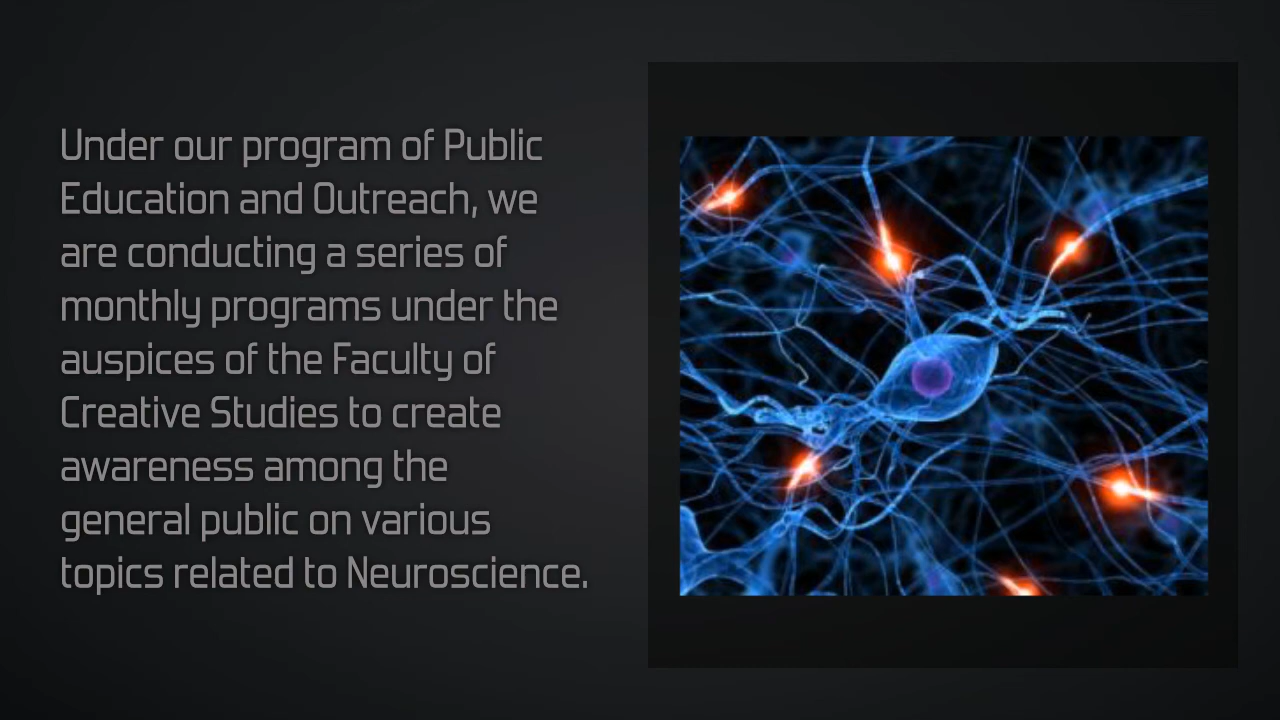 Under our program of Public
Education and Outreach, we
are conducting a series of
monthly programs under the
auspices of the Faculty of
Creative Studies to create
awareness among the
general public on various
topics related to Neuroscience.